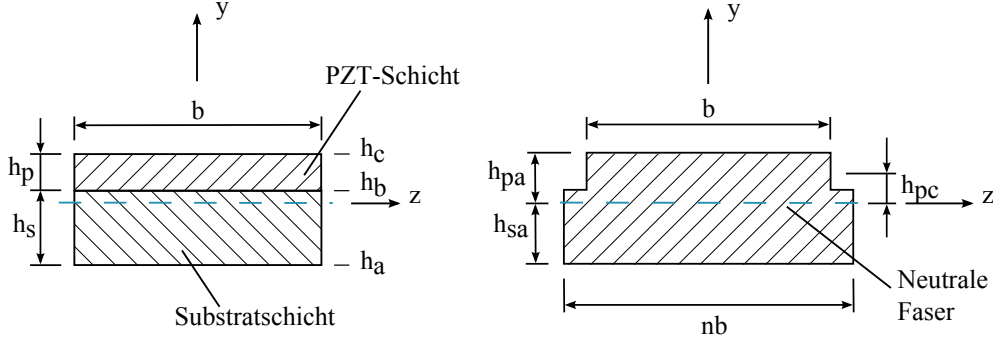 y
PZT-Schicht
b
h_p
h_c
h_b
z
h_s
h_a
Substratschicht
y
b
h_pa
h_pc
z
h_sa
Neutrale
Faser
nb